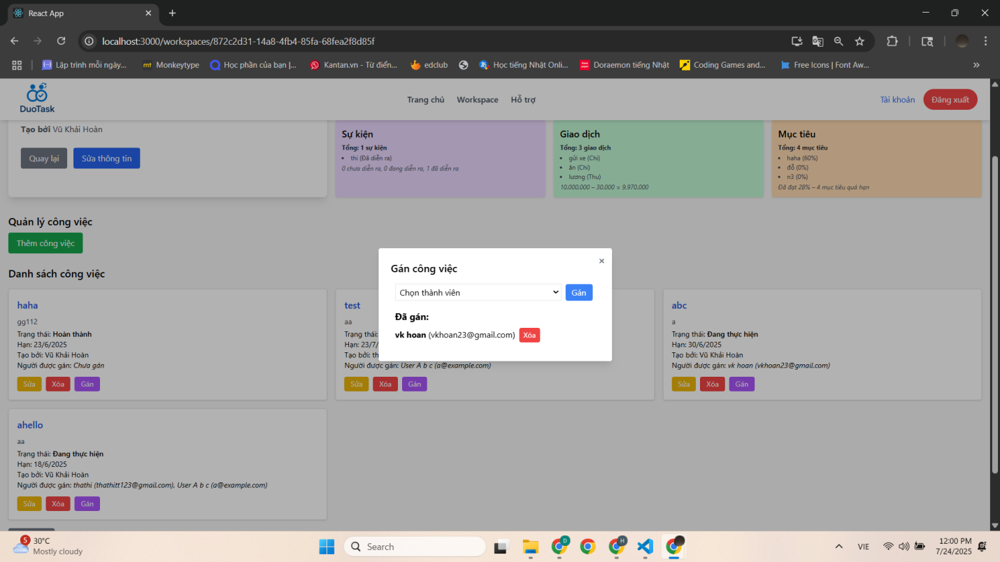 React App
localhost:3000/workspaces/872c2d31-14a8-4fb4-85fa-68fea2f8d85f
Lập trình mỗi ngày...
mt Monkeytype
Học phần của bạn |...
Kantan.vn - Từ điển...
edclub
Học tiếng Nhật Onli...
Doraemon tiếng Nhật
Coding Games and...
Free Icons | Font Aw...
»
DuoTask
Trang chủ
Workspace
Hỗ trợ
Tài khoản
Đăng xuất
Tạo bởi Vũ Khải Hoàn
Quay lại
Sửa thông tin
Sự kiện
Tổng: 1 sự kiện
• thi (Đã diễn ra)
0 chưa diễn ra, 0 đang diễn ra, 1 đã diễn ra
Giao dịch
Tổng: 3 giao dịch
• gửi xe (Chi)
• ăn (Chi)
• lương (Thu)
10.000.000 – 30.000 = 9.970.000
Mục tiêu
Tổng: 4 mục tiêu
• haha (60%)
• đỗ (0%)
• n3 (0%)
Đã đạt 28% – 4 mục tiêu quá hạn
Quản lý công việc
Thêm công việc
Danh sách công việc
Gán công việc
×
Chọn thành viên
Gán
Đã gán:
vk hoan (vkhoan23@gmail.com) Xóa
haha
gg112
Trạng thái: Hoàn thành
Hạn: 23/6/2025
Tạo bởi: Vũ Khải Hoàn
Người được gán: Chưa gán
Sửa
Xóa
Gán
test
aa
Trạng thái:
Hạn: 23/7/
Tạo bởi: th
Người được gán: User A b c (a@example.com)
Sửa
Xóa
Gán
abc
a
Trạng thái: Đang thực hiện
Hạn: 30/6/2025
Tạo bởi: Vũ Khải Hoàn
Người được gán: vk hoan (vkhoan23@gmail.com)
Sửa
Xóa
Gán
ahello
aa
Trạng thái: Đang thực hiện
Hạn: 18/6/2025
Tạo bởi: Vũ Khải Hoàn
Người được gán: thathi (thathitt123@gmail.com), User A b c (a@example.com)
Sửa
Xóa
Gán
5
30°C
Mostly cloudy
Search
D
H
VIE
12:00 PM
7/24/2025